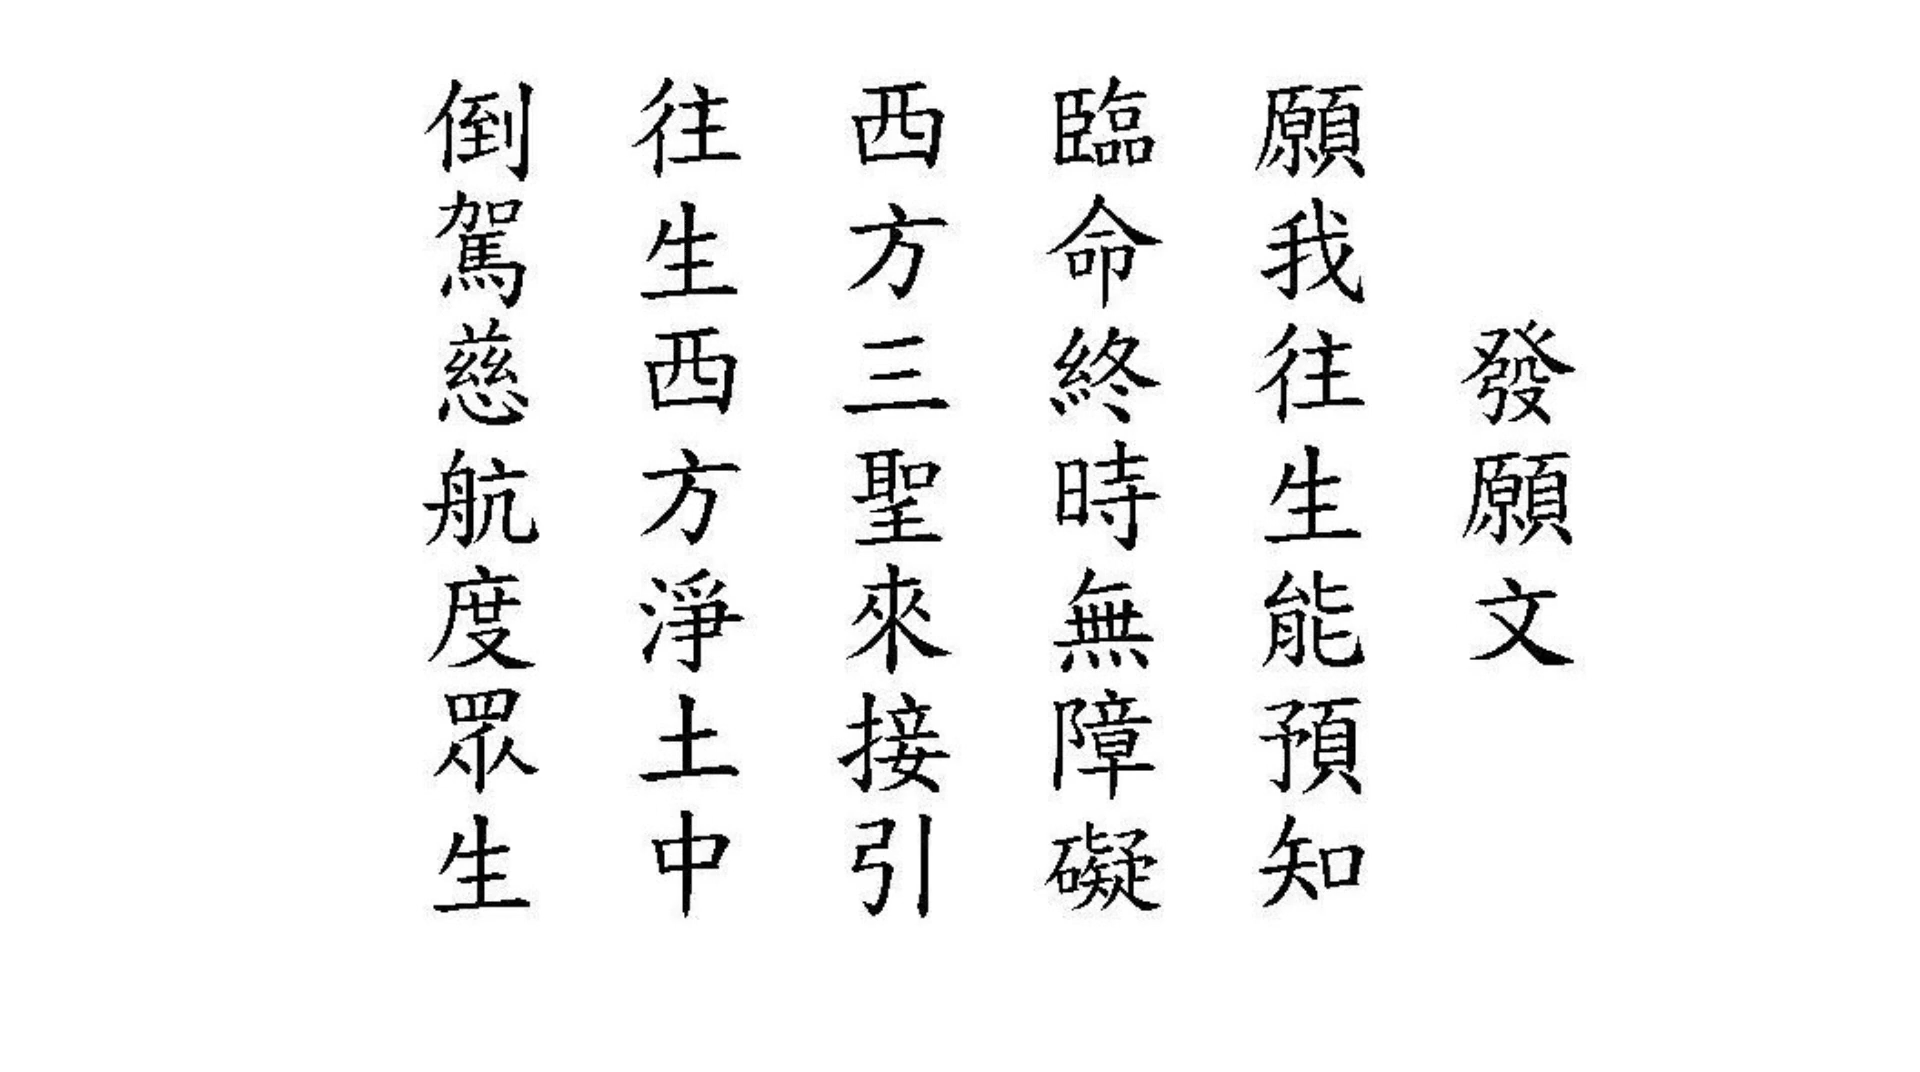 發願文
願我往生能預知
臨命終時無障礙
西方三聖來接引
往生西方淨土中
倒駕慈航度眾生